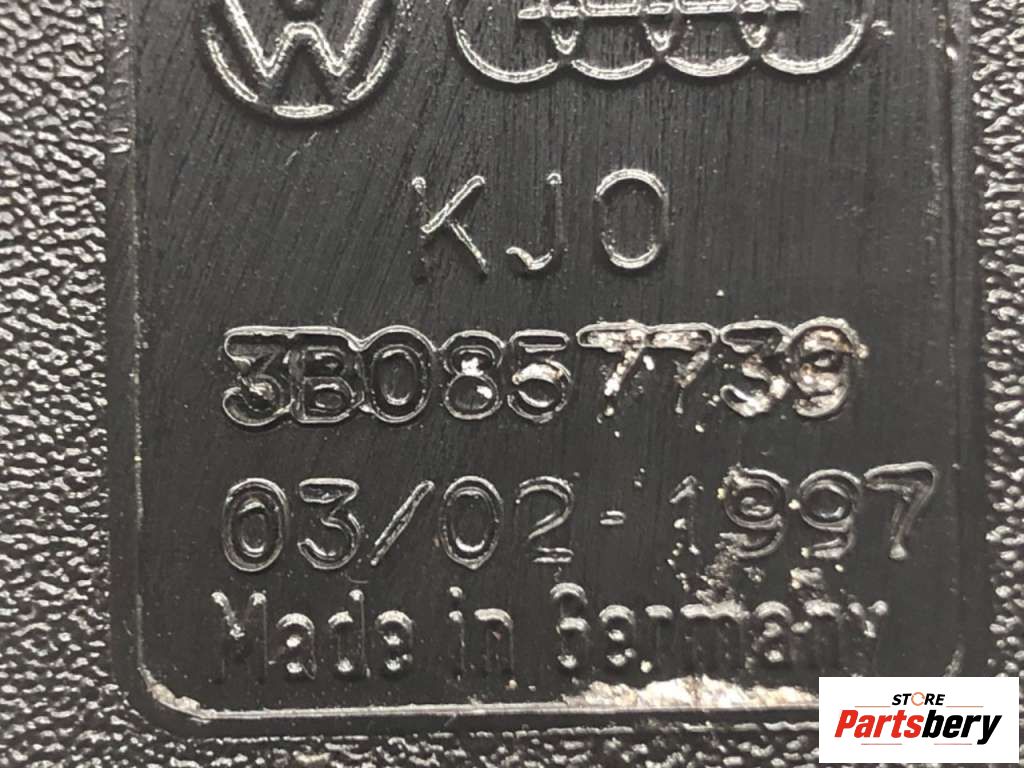 KJO
3B0857739
03/02-1997
Made in Germany
STORE
Partsbery